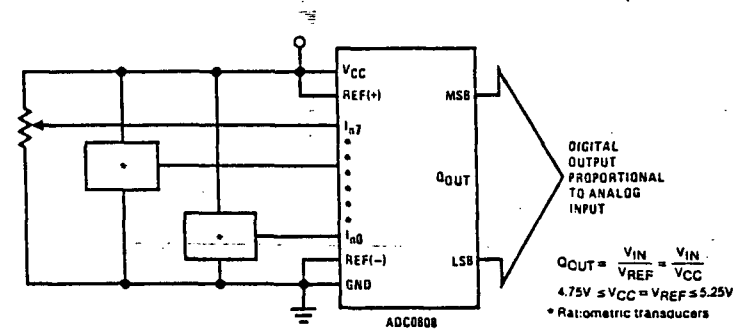 VCC
REF(+)
In7
*
*
*
*
*
*
In0
REF(−)
GND
MSB
QOUT
LSB
*
*
ADC0808
DIGITAL
OUTPUT
PROPORTIONAL
TO ANALOG
INPUT
QOUT = VIN/VREF = VIN/VCC
4.75V ≤ VCC = VREF ≤ 5.25V
* Ratiometric transducers